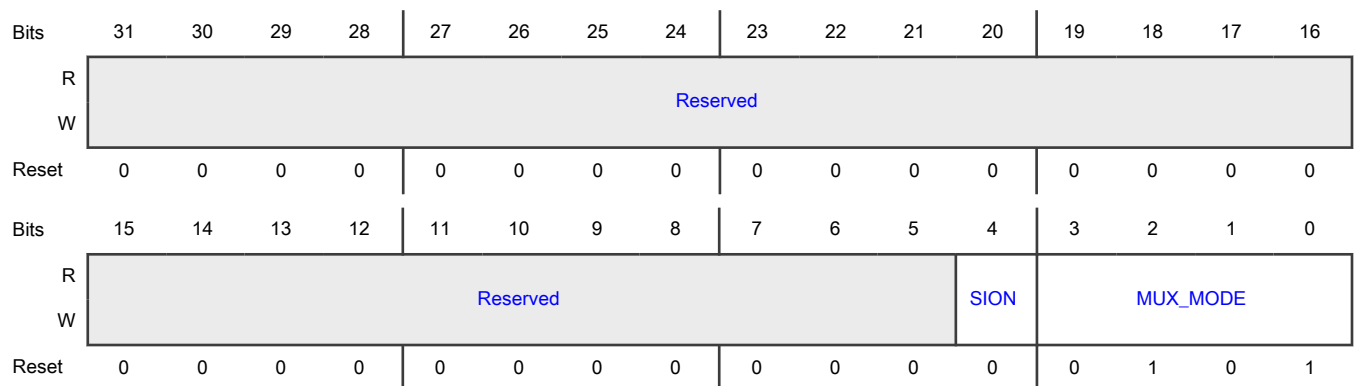 Bits 31 30 29 28 27 26 25 24 23 22 21 20 19 18 17 16
R
Reserved
W
Reset 0 0 0 0 0 0 0 0 0 0 0 0 0 0 0 0
Bits 15 14 13 12 11 10 9 8 7 6 5 4 3 2 1 0
R
Reserved SION MUX_MODE
W
Reset 0 0 0 0 0 0 0 0 0 0 0 0 0 1 0 1